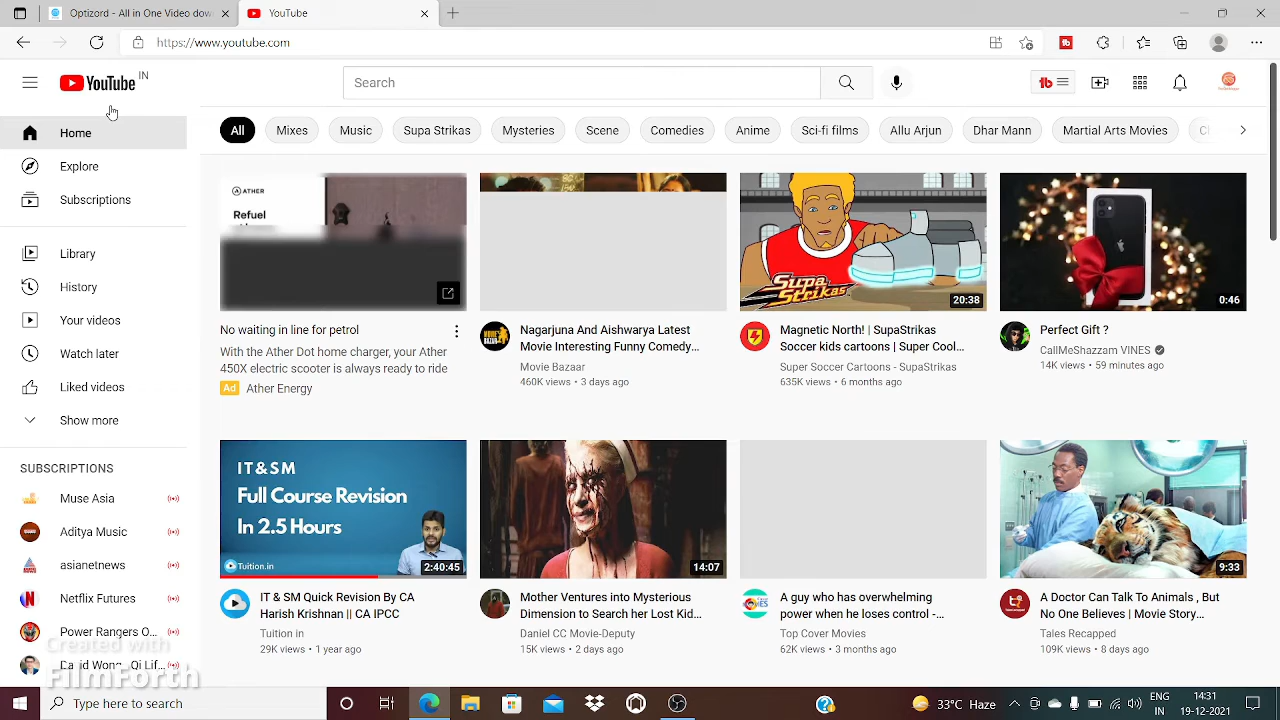 Optizord - All in One Video dow
YouTube
https://www.youtube.com
YouTube IN
Search
Home
Explore
Subscriptions
Library
History
Your videos
Watch later
Liked videos
Show more
SUBSCRIPTIONS
Muse Asia
Aditya Music
asianetnews
Netflix Futures
Power Rangers O...
All
Mixes
Music
Supa Strikas
Mysteries
Scene
Comedies
Anime
Sci-fi films
Allu Arjun
Dhar Mann
Martial Arts Movies
ATHER
Refuel
No waiting in line for petrol
With the Ather Dot home charger, your Ather
450X electric scooter is always ready to ride
Ad Ather Energy
Nagarjuna And Aishwarya Latest
Movie Interesting Funny Comedy...
Movie Bazaar
460K views • 3 days ago
SUPA STRIKAS
20:38
Magnetic North! | SupaStrikas
Soccer kids cartoons | Super Cool...
Super Soccer Cartoons - SupaStrikas
635K views • 6 months ago
0:46
Perfect Gift ?
CallMeShazzam VINES
14K views • 59 minutes ago
IT & SM
Full Course Revision
In 2.5 Hours
Tuition.in
2:40:45
IT & SM Quick Revision By CA
Harish Krishnan || CA IPCC
Tuition in
29K views • 1 year ago
14:07
Mother Ventures into Mysterious
Dimension to Search her Lost Kid...
Daniel CC Movie-Deputy
15K views • 2 days ago
A guy who has overwhelming
power when he loses control -
Top Cover Movies
62K views • 3 months ago
9:33
A Doctor Can Talk To Animals, But
No One Believes | Movie Story...
Tales Recapped
109K views • 8 days ago
Created with
FilmForth
Type here to search
33°C Haze
ENG
IN
14:31
19-12-2021